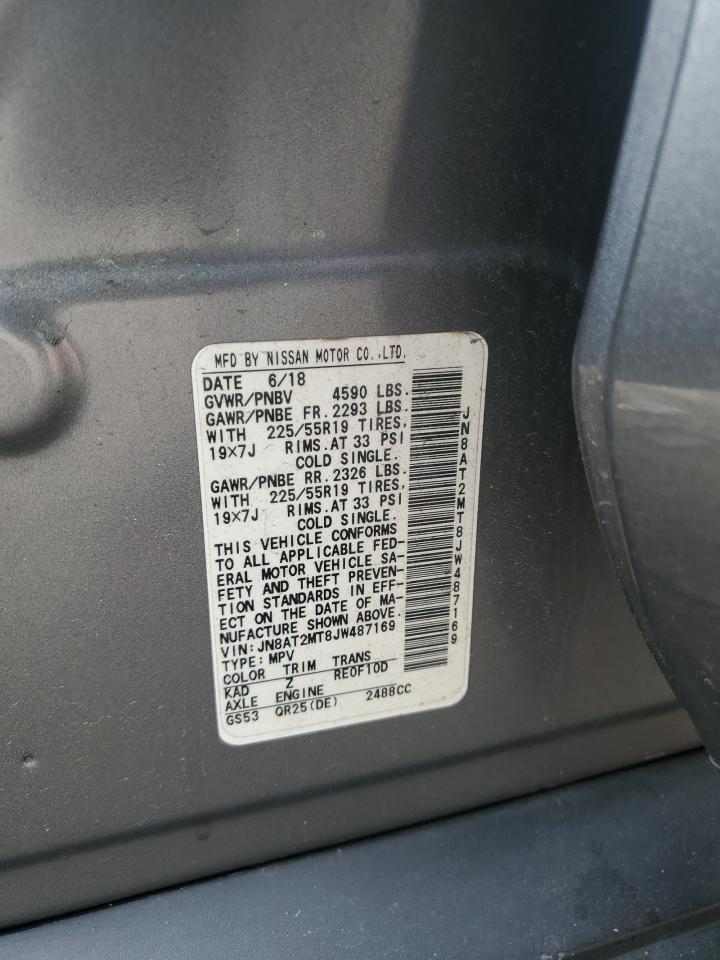 MFD BY NISSAN MOTOR CO.,LTD.
DATE 6/18
GVWR/PNBV 4590 LBS.
GAWR/PNBE FR. 2293 LBS.
WITH 225/55R19 TIRES,
19×7J RIMS.AT 33 PSI
COLD SINGLE.
GAWR/PNBE RR. 2326 LBS.
WITH 225/55R19 TIRES,
19×7J RIMS.AT 33 PSI
COLD SINGLE.
THIS VEHICLE CONFORMS
TO ALL APPLICABLE FED-
ERAL MOTOR VEHICLE SA-
FETY AND THEFT PREVEN-
TION STANDARDS IN EFF-
ECT ON THE DATE OF MA-
NUFACTURE SHOWN ABOVE.
VIN:JN8AT2MT8JW487169
TYPE:MPV
COLOR TRIM TRANS
KAD Z RE0F10D
AXLE ENGINE
GS53 QR25(DE) 2488CC
JN8AT2MT8JW487169